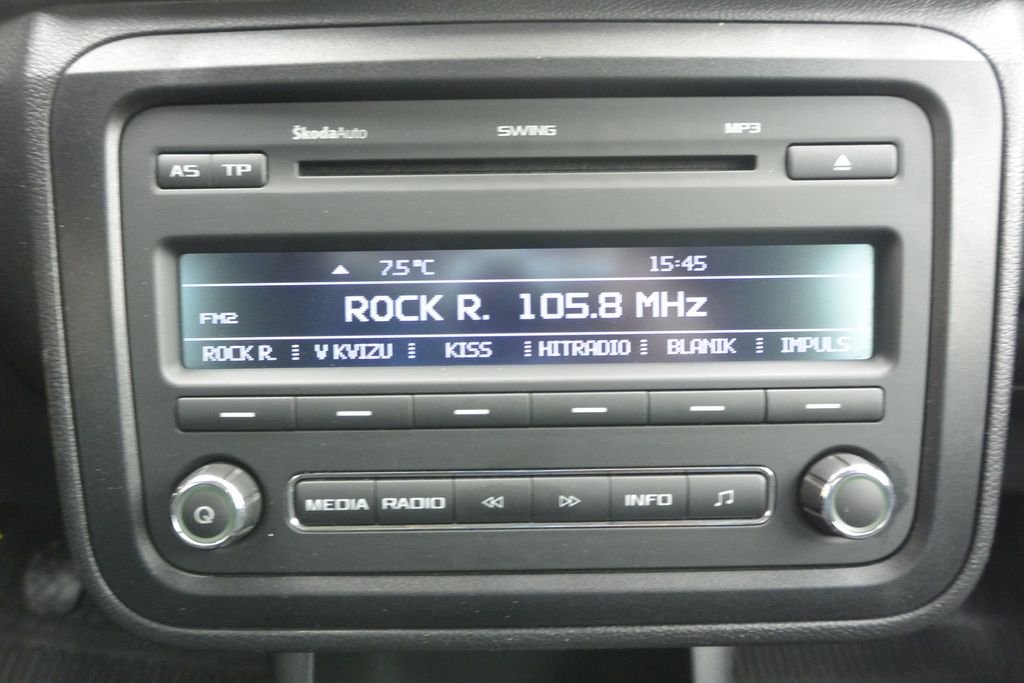 ŠkodaAuto SWING MP3
AS TP
7.5°C 15:45
FM2 ROCK R. 105.8 MHz
ROCK R. V KVIZU KISS HITRADIO BLANIK IMPULS
MEDIA RADIO INFO